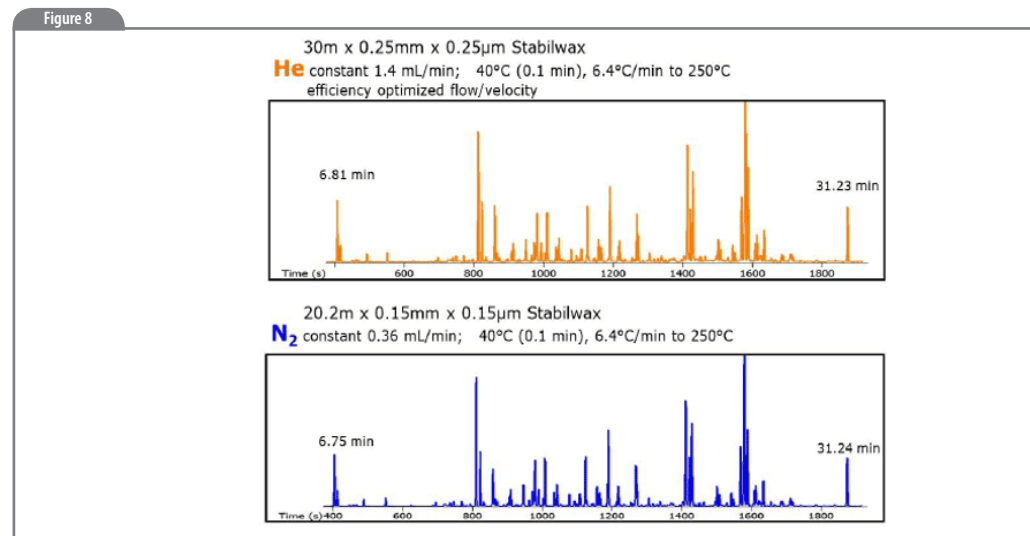 Figure 8
30m x 0.25mm x 0.25µm Stabilwax
He constant 1.4 mL/min; 40°C (0.1 min), 6.4°C/min to 250°C
efficiency optimized flow/velocity
6.81 min
31.23 min
Time (s) 600 800 1000 1200 1400 1600 1800
20.2m x 0.15mm x 0.15µm Stabilwax
N₂ constant 0.36 mL/min; 40°C (0.1 min), 6.4°C/min to 250°C
6.75 min
31.24 min
Time (s) 400 600 800 1000 1200 1400 1600 1800